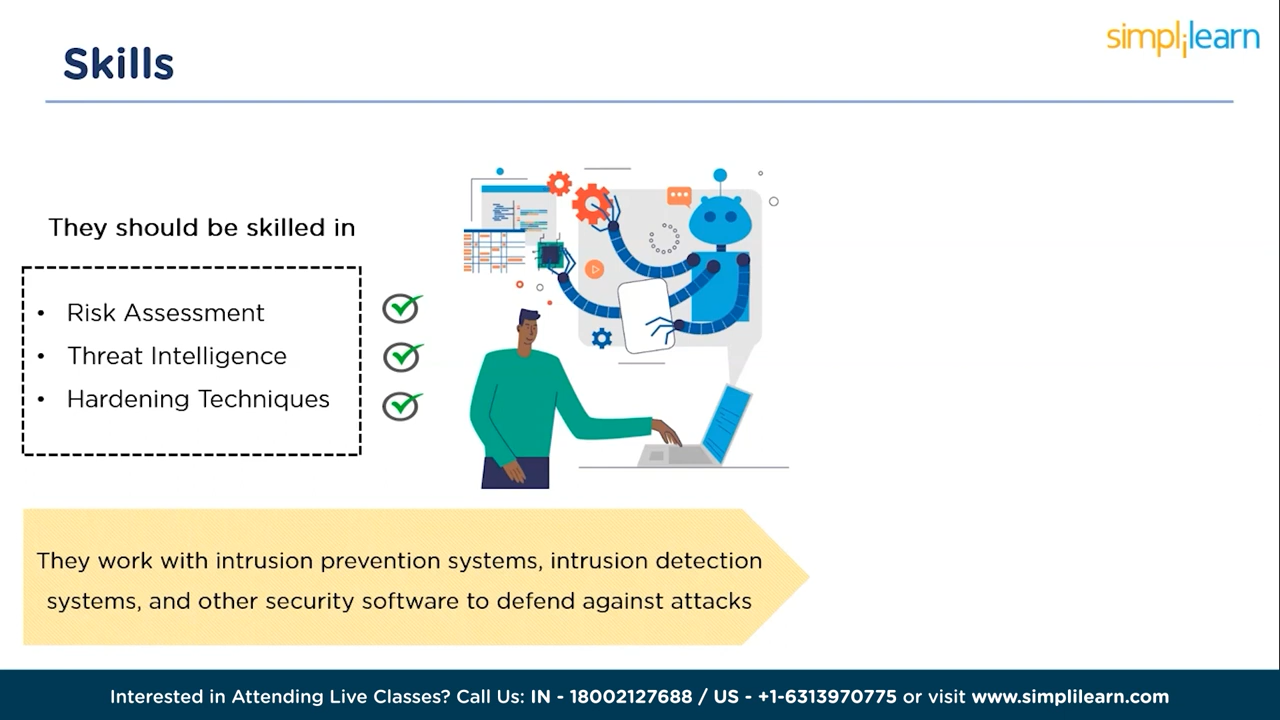 Skills
simplilearn
They should be skilled in
• Risk Assessment
• Threat Intelligence
• Hardening Techniques
They work with intrusion prevention systems, intrusion detection
systems, and other security software to defend against attacks
Interested in Attending Live Classes? Call Us: IN - 18002127688 / US - +1-6313970775 or visit www.simplilearn.com